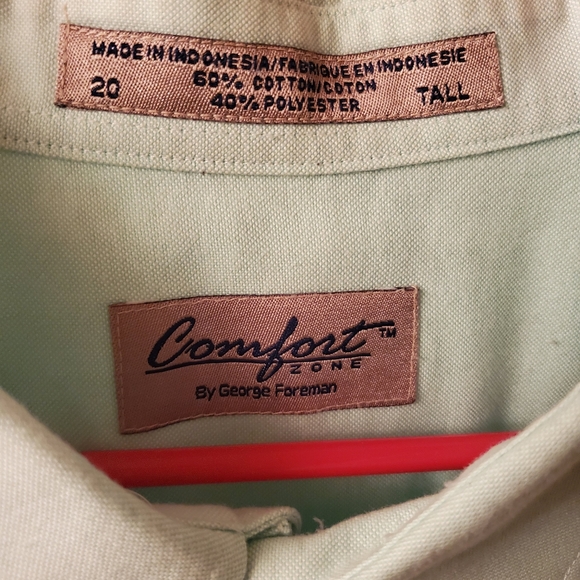 MADE IN INDONESIA/FABRIQUE EN INDONESIE
60% COTTON/COTON
20 40% POLYESTER TALL
Comfort™
ZONE
By George Foreman